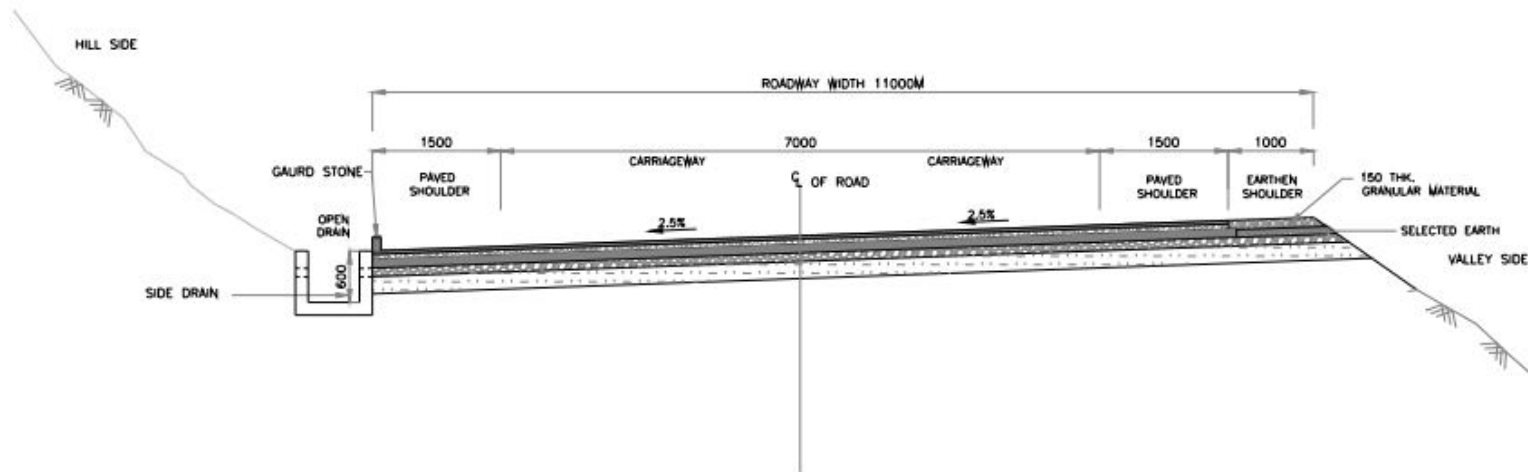 HILL SIDE
ROADWAY WIDTH 11000M
1500
7000
1500
1000
GAURD STONE
PAVED
SHOULDER
CARRIAGEWAY
CARRIAGEWAY
℄ OF ROAD
PAVED
SHOULDER
EARTHEN
SHOULDER
150 THK.
GRANULAR MATERIAL
OPEN
DRAIN
2.5%
2.5%
SELECTED EARTH
VALLEY SIDE
600
SIDE DRAIN